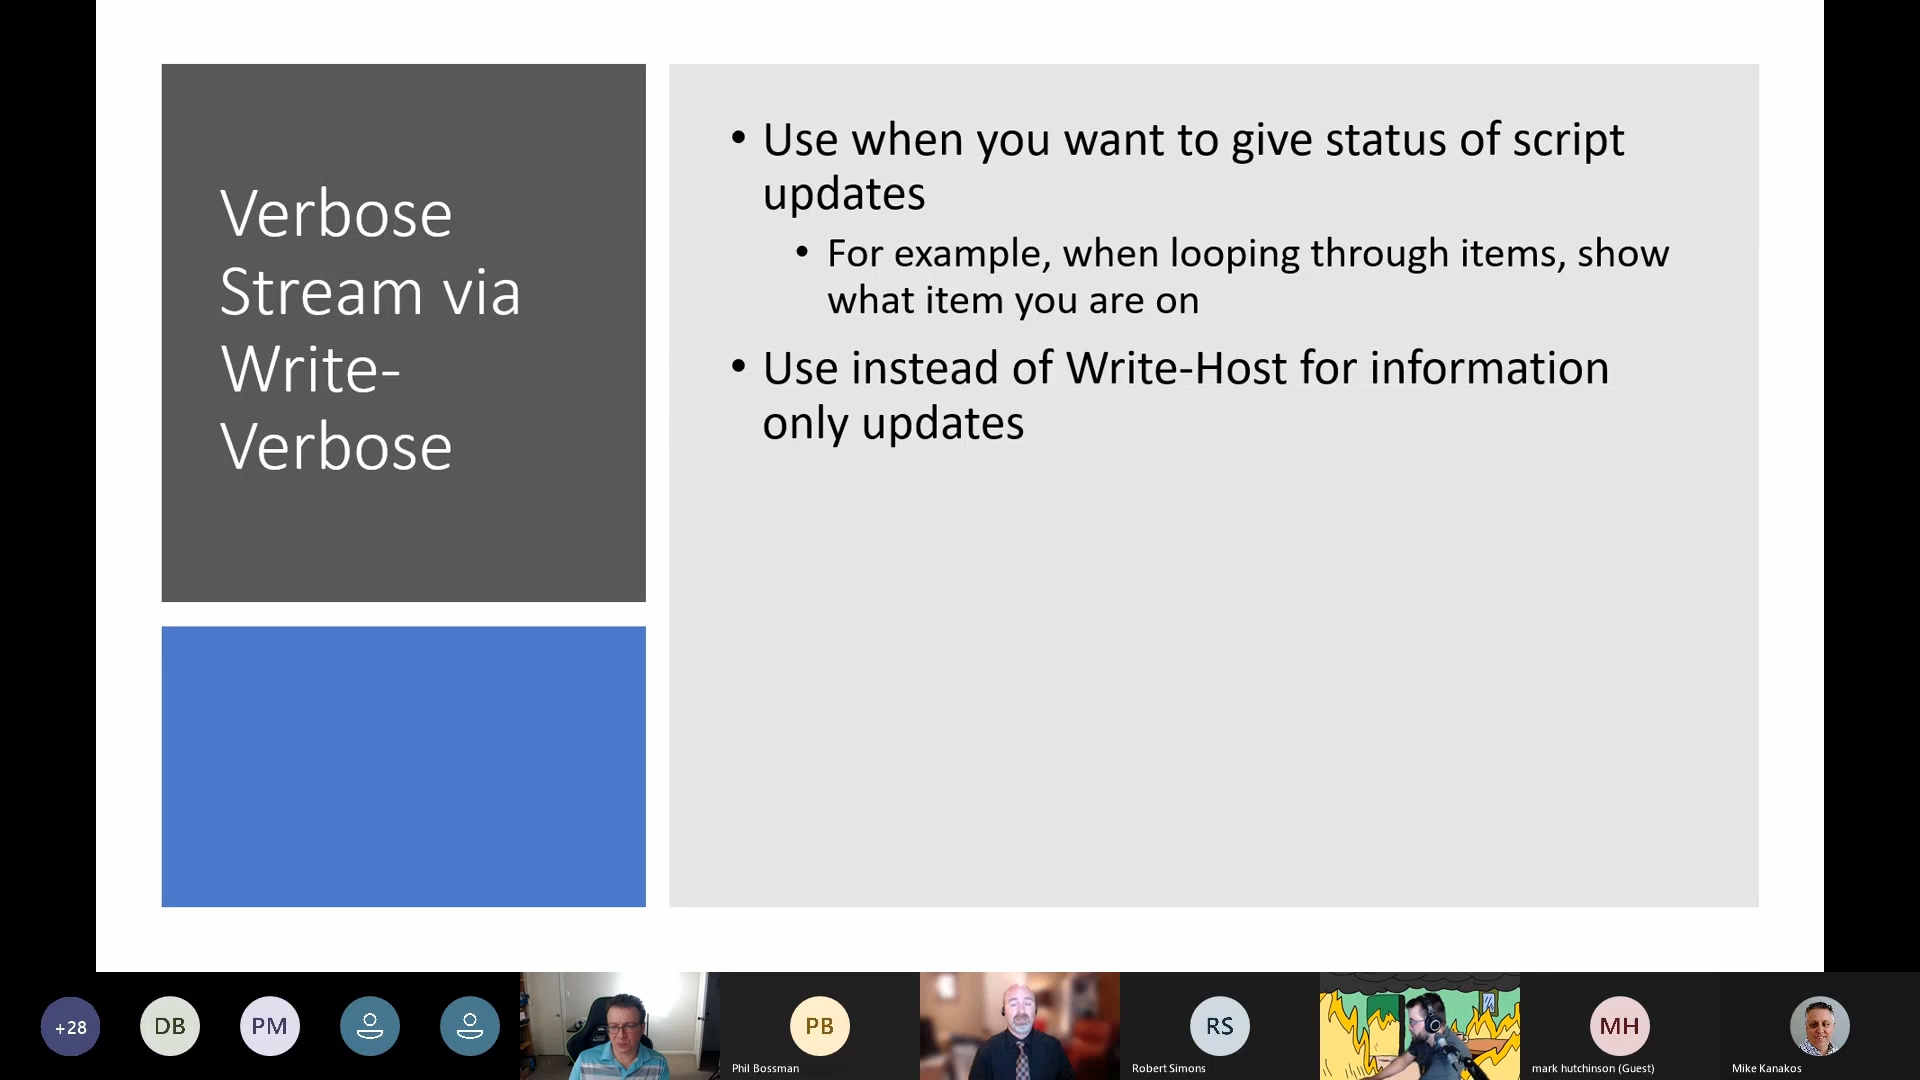 Verbose
Stream via
Write-
Verbose
• Use when you want to give status of script
updates
• For example, when looping through items, show
what item you are on
• Use instead of Write-Host for information
only updates
+28
DB
PM
PB
Phil Bossman
RS
Robert Simons
MH
mark hutchinson (Guest)
Mike Kanakos